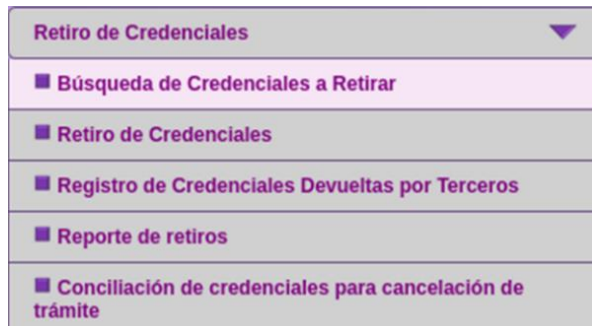 Retiro de Credenciales
Búsqueda de Credenciales a Retirar
Retiro de Credenciales
Registro de Credenciales Devueltas por Terceros
Reporte de retiros
Conciliación de credenciales para cancelación de
trámite